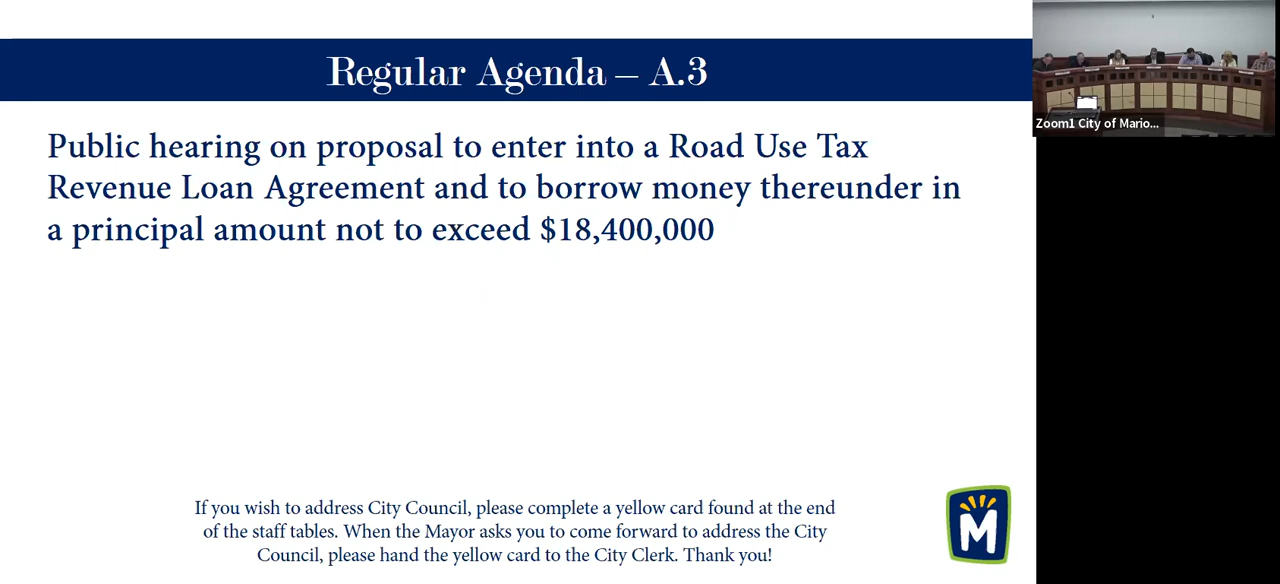 Regular Agenda – A.3
Public hearing on proposal to enter into a Road Use Tax
Revenue Loan Agreement and to borrow money thereunder in
a principal amount not to exceed $18,400,000
If you wish to address City Council, please complete a yellow card found at the end
of the staff tables. When the Mayor asks you to come forward to address the City
Council, please hand the yellow card to the City Clerk. Thank you!
M
Zoom1 City of Mario...